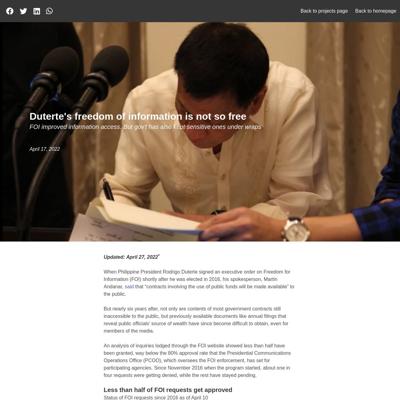 Back to projects page
Back to homepage
Duterte's freedom of information is not so free
FOI improved information access. But gov't has also kept sensitive ones under wraps
April 17, 2022
Updated: April 27, 2022*
When Philippine President Rodrigo Duterte signed an executive order on Freedom for
Information (FOI) shortly after he was elected in 2016, his spokesperson, Martin
Andanar, said that "contracts involving the use of public funds will be made available" to
the public.
But nearly six years after, not only are contents of most government contracts still
inaccessible to the public, but previously available documents like annual filings that
reveal public officials' source of wealth have since become difficult to obtain, even for
members of the media.
An analysis of inquiries lodged through the FOI website showed less than half have
been granted, way below the 80% approval rate that the Presidential Communications
Operations Office (PCOO), which oversees the FOI enforcement, has set for
participating agencies. Since November 2016 when the program started, about one in
four requests were getting denied, while the rest have stayed pending.
Less than half of FOI requests get approved
Status of FOI requests since 2016 as of April 10